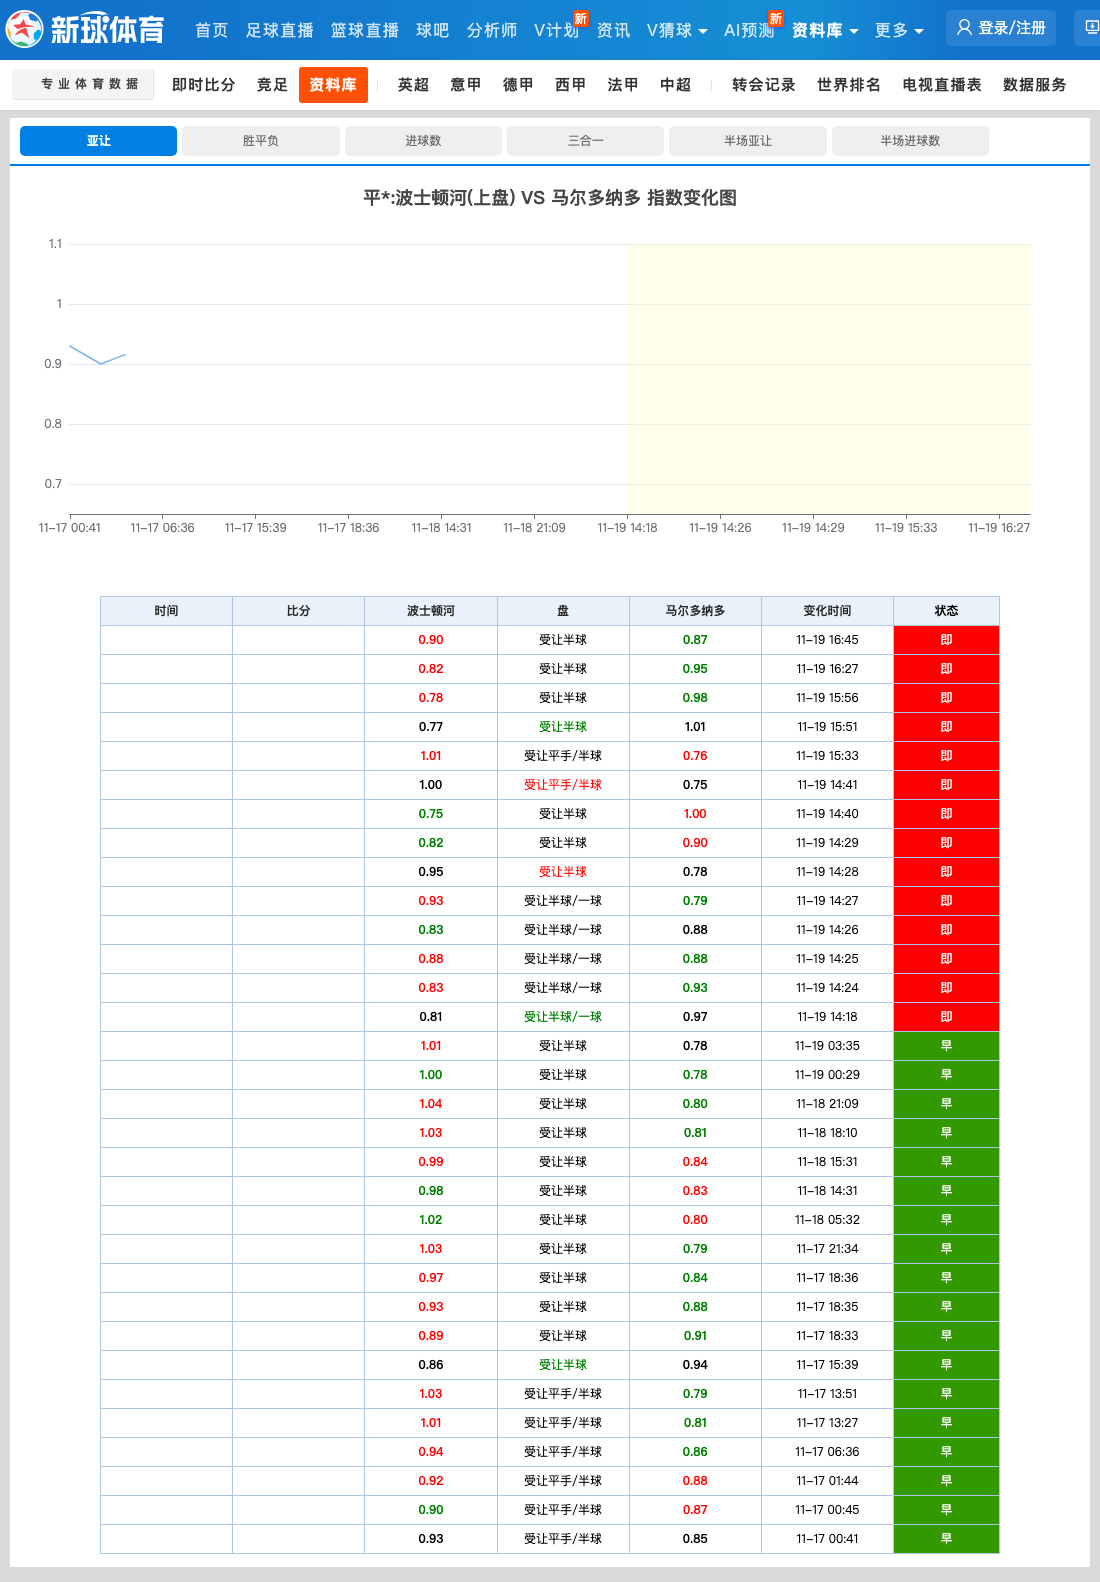 新球体育 首页 足球直播 篮球直播 球吧 分析师 V计划 新 资讯 V猜球 AI预测 新 资料库 更多 登录/注册
专业体育数据 即时比分 竞足 资料库 英超 意甲 德甲 西甲 法甲 中超 转会记录 世界排名 电视直播表 数据服务
亚让 胜平负 进球数 三合一 半场亚让 半场进球数
平*:波士顿河(上盘) VS 马尔多纳多 指数变化图
1.1
1
0.9
0.8
0.7
11-17 00:41 11-17 06:36 11-17 15:39 11-17 18:36 11-18 14:31 11-18 21:09 11-19 14:18 11-19 14:26 11-19 14:29 11-19 15:33 11-19 16:27
时间 比分 波士顿河 盘 马尔多纳多 变化时间 状态
0.90 受让半球 0.87 11-19 16:45 即
0.82 受让半球 0.95 11-19 16:27 即
0.78 受让半球 0.98 11-19 15:56 即
0.77 受让半球 1.01 11-19 15:51 即
1.01 受让平手/半球 0.76 11-19 15:33 即
1.00 受让平手/半球 0.75 11-19 14:41 即
0.75 受让半球 1.00 11-19 14:40 即
0.82 受让半球 0.90 11-19 14:29 即
0.95 受让半球 0.78 11-19 14:28 即
0.93 受让半球/一球 0.79 11-19 14:27 即
0.83 受让半球/一球 0.88 11-19 14:26 即
0.88 受让半球/一球 0.88 11-19 14:25 即
0.83 受让半球/一球 0.93 11-19 14:24 即
0.81 受让半球/一球 0.97 11-19 14:18 即
1.01 受让半球 0.78 11-19 03:35 早
1.00 受让半球 0.78 11-19 00:29 早
1.04 受让半球 0.80 11-18 21:09 早
1.03 受让半球 0.81 11-18 18:10 早
0.99 受让半球 0.84 11-18 15:31 早
0.98 受让半球 0.83 11-18 14:31 早
1.02 受让半球 0.80 11-18 05:32 早
1.03 受让半球 0.79 11-17 21:34 早
0.97 受让半球 0.84 11-17 18:36 早
0.93 受让半球 0.88 11-17 18:35 早
0.89 受让半球 0.91 11-17 18:33 早
0.86 受让半球 0.94 11-17 15:39 早
1.03 受让平手/半球 0.79 11-17 13:51 早
1.01 受让平手/半球 0.81 11-17 13:27 早
0.94 受让平手/半球 0.86 11-17 06:36 早
0.92 受让平手/半球 0.88 11-17 01:44 早
0.90 受让平手/半球 0.87 11-17 00:45 早
0.93 受让平手/半球 0.85 11-17 00:41 早